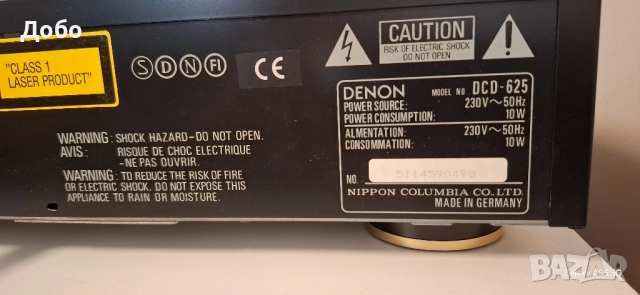 Добо
"CLASS 1
LASER PRODUCT"
S D N FI
CE
CAUTION
RISK OF ELECTRIC SHOCK
DO NOT OPEN.
DENON MODEL NO DCD-625
POWER SOURCE: 230V～50Hz
POWER CONSUMPTION: 10W
ALIMENTATION: 230V～50Hz
CONSOMMATION: 10W
NO. 5114590498
NIPPON COLUMBIA CO., LTD.
MADE IN GERMANY
WARNING: SHOCK HAZARD-DO NOT OPEN.
AVIS: RISQUE DE CHOC ELECTRIQUE
-NE PAS OUVRIR.
WARNING: TO REDUCE THE RISK OF FIRE
OR ELECTRIC SHOCK. DO NOT EXPOSE THIS
APPLIANCE TO RAIN OR MOISTURE.
Добо